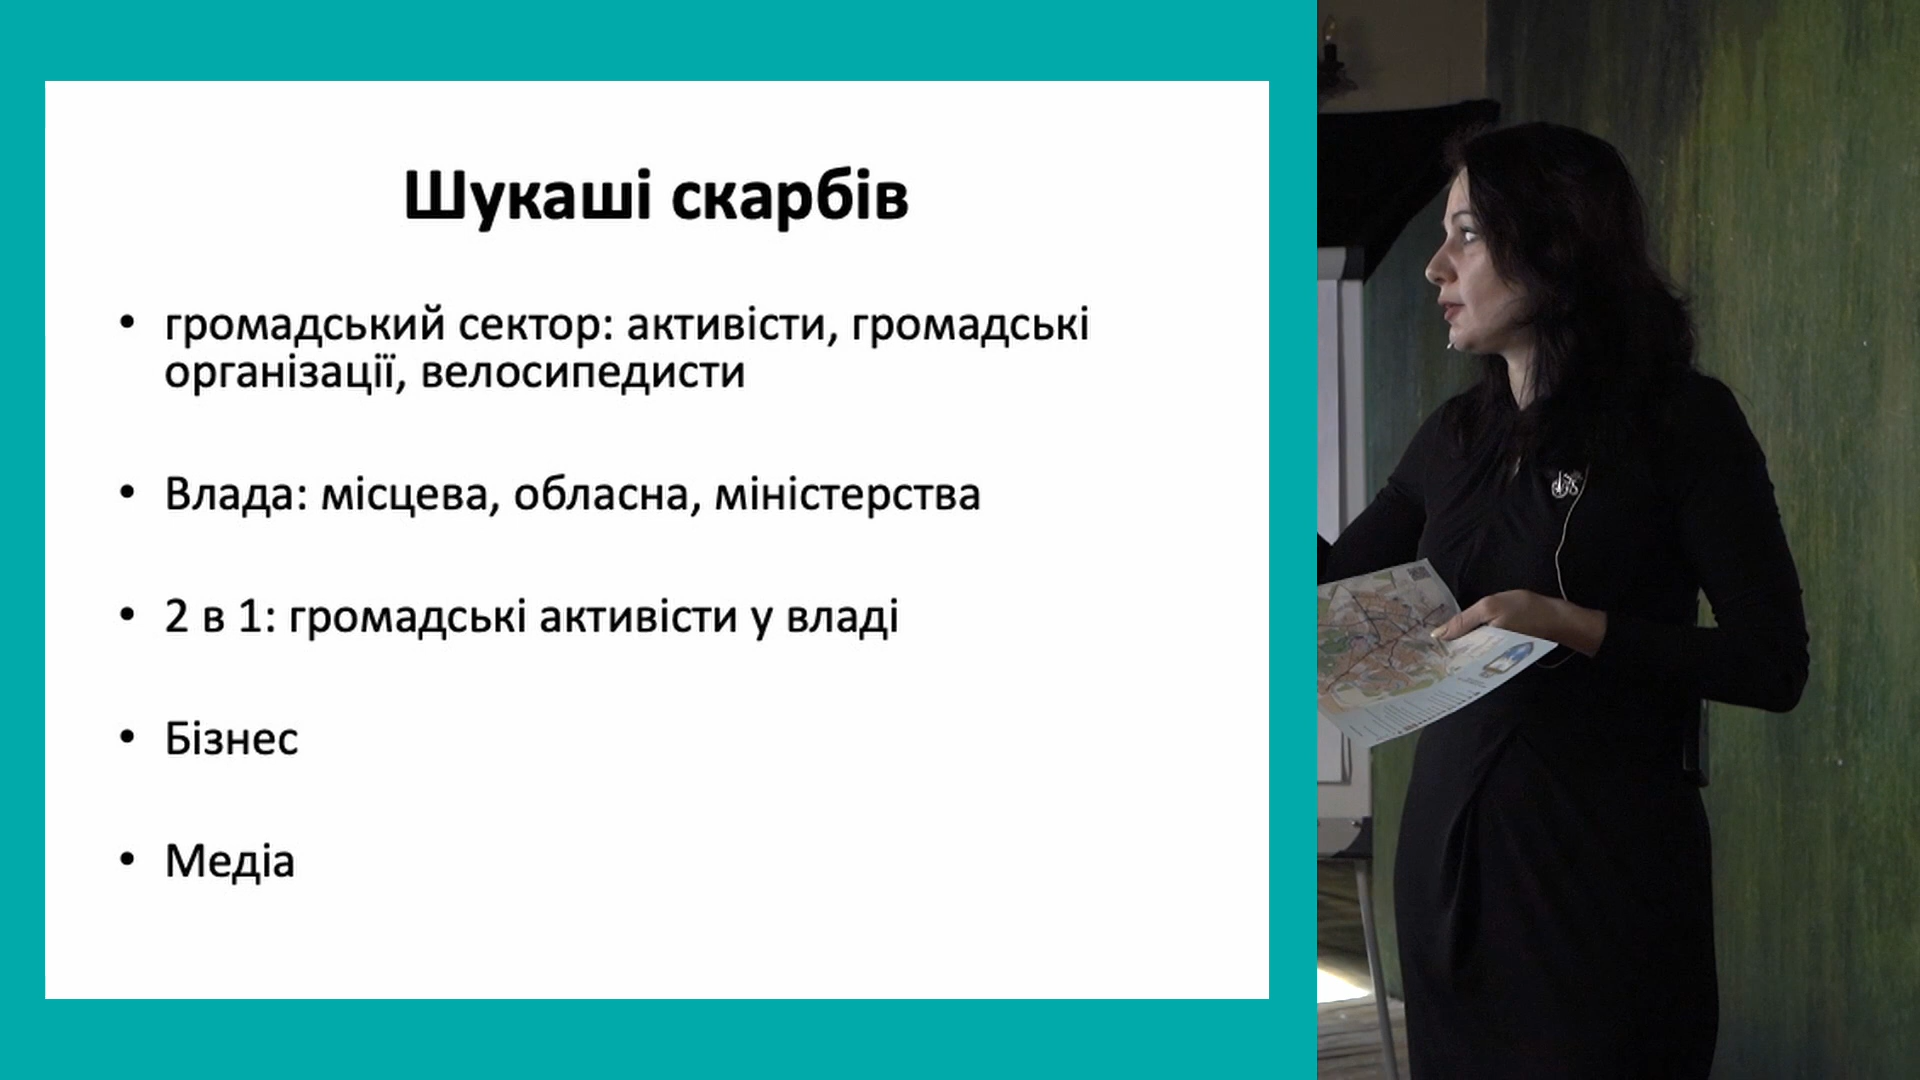 Шукаші скарбів
• громадський сектор: активісти, громадські
організації, велосипедисти
• Влада: місцева, обласна, міністерства
• 2 в 1: громадські активісти у владі
• Бізнес
• Медіа